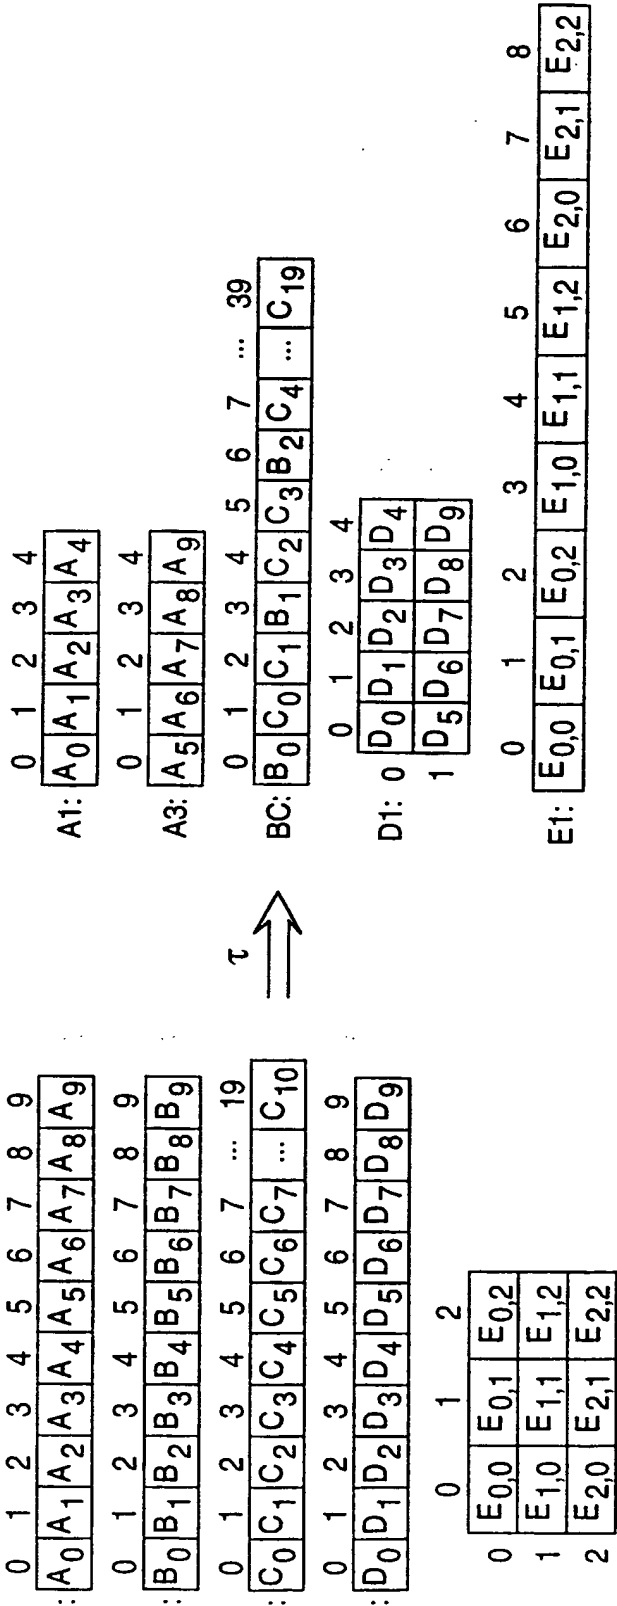 0 1 2 3 4 5 6 7 8 9
: A0 A1 A2 A3 A4 A5 A6 A7 A8 A9
0 1 2 3 4 5 6 7 8 9
: B0 B1 B2 B3 B4 B5 B6 B7 B8 B9
0 1 2 3 4 5 6 7 ... 19
: C0 C1 C2 C3 C4 C5 C6 C7 ... C10
0 1 2 3 4 5 6 7 8 9
: D0 D1 D2 D3 D4 D5 D6 D7 D8 D9
0 1 2
0 E0,0 E0,1 E0,2
1 E1,0 E1,1 E1,2
2 E2,0 E2,1 E2,2
τ
0 1 2 3 4
A1: A0 A1 A2 A3 A4
0 1 2 3 4
A3: A5 A6 A7 A8 A9
0 1 2 3 4 5 6 7 ... 39
BC: B0 C0 C1 B1 C2 C3 B2 C4 ... C19
0 1 2 3 4
D1: 0 D0 D1 D2 D3 D4
1 D5 D6 D7 D8 D9
0 1 2 3 4 5 6 7 8
E1: E0,0 E0,1 E0,2 E1,0 E1,1 E1,2 E2,0 E2,1 E2,2